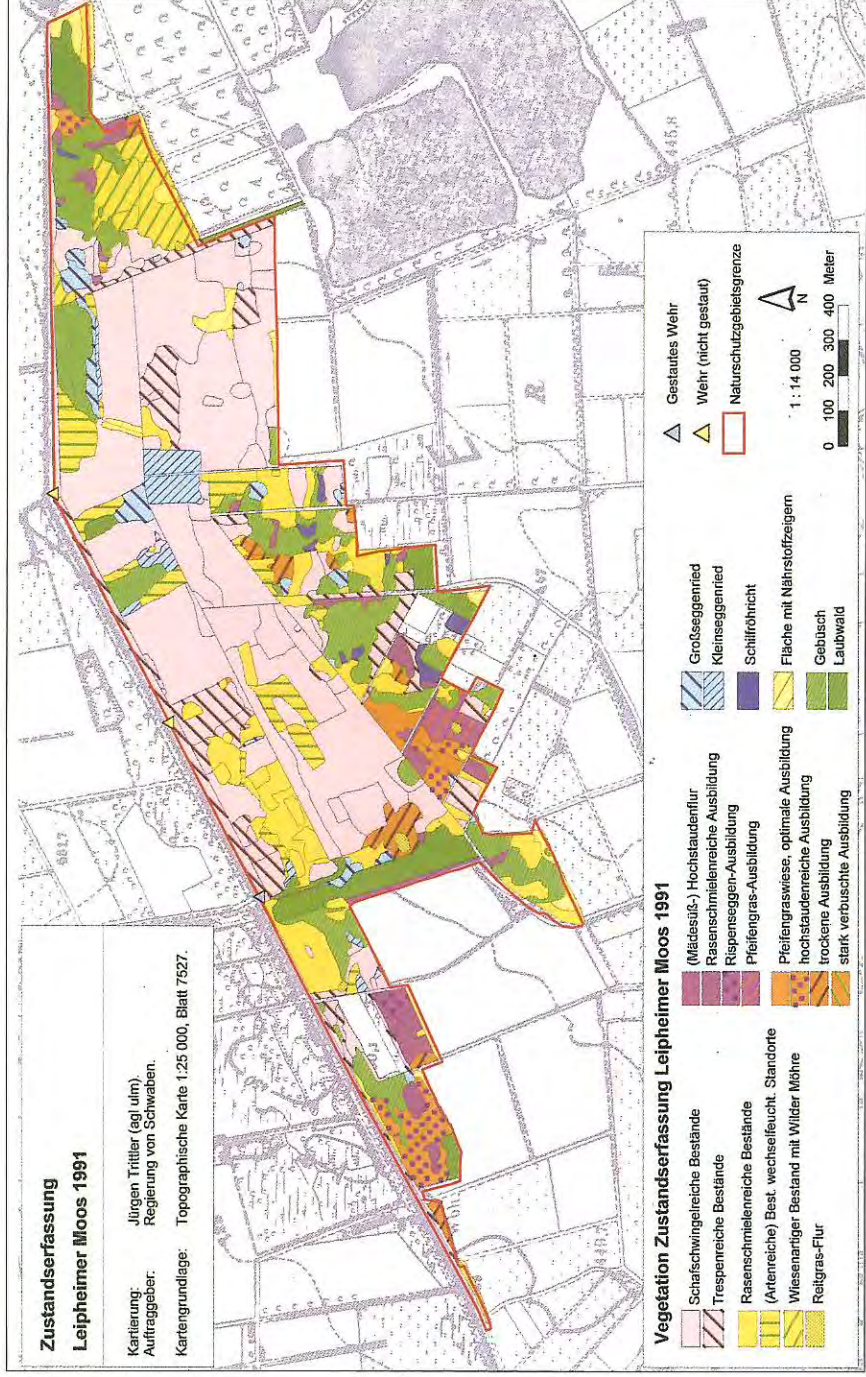 Zustandserfassung
Leipheimer Moos 1991
Kartierung: Jürgen Trittler (agl ulm).
Auftraggeber: Regierung von Schwaben.
Kartengrundlage: Topographische Karte 1:25 000, Blatt 7527.
445,8
E
R
Vegetation Zustandserfassung Leipheimer Moos 1991
Schafschwingelreiche Bestände
Trespenreiche Bestände
Rasenschmielenreiche Bestände
(Artenreiche) Best. wechselfeucht. Standorte
Wiesenartiger Bestand mit Wilder Möhre
Reitgras-Flur
(Mädesüß-) Hochstaudenflur
Rasenschmielenreiche Ausbildung
Rispenseggen-Ausbildung
Pfeifengras-Ausbildung
Pfeifengraswiese, optimale Ausbildung
hochstaudenreiche Ausbildung
trockene Ausbildung
stark verbuschte Ausbildung
Großseggenried
Kleinseggenried
Schilfröhricht
Fläche mit Nährstoffzeigern
Gebüsch
Laubwald
Gestautes Wehr
Wehr (nicht gestaut)
Naturschutzgebietsgrenze
1 : 14 000
N
0 100 200 300 400 Meter